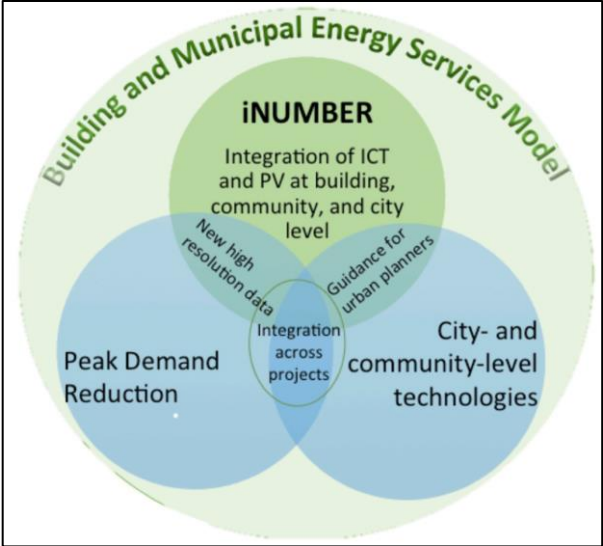 Building and Municipal Energy Services Model
iNUMBER
Integration of ICT
and PV at building,
community, and city
level
New high
resolution data
Guidance for
urban planners
Integration
across
projects
Peak Demand
Reduction
City- and
community-level
technologies